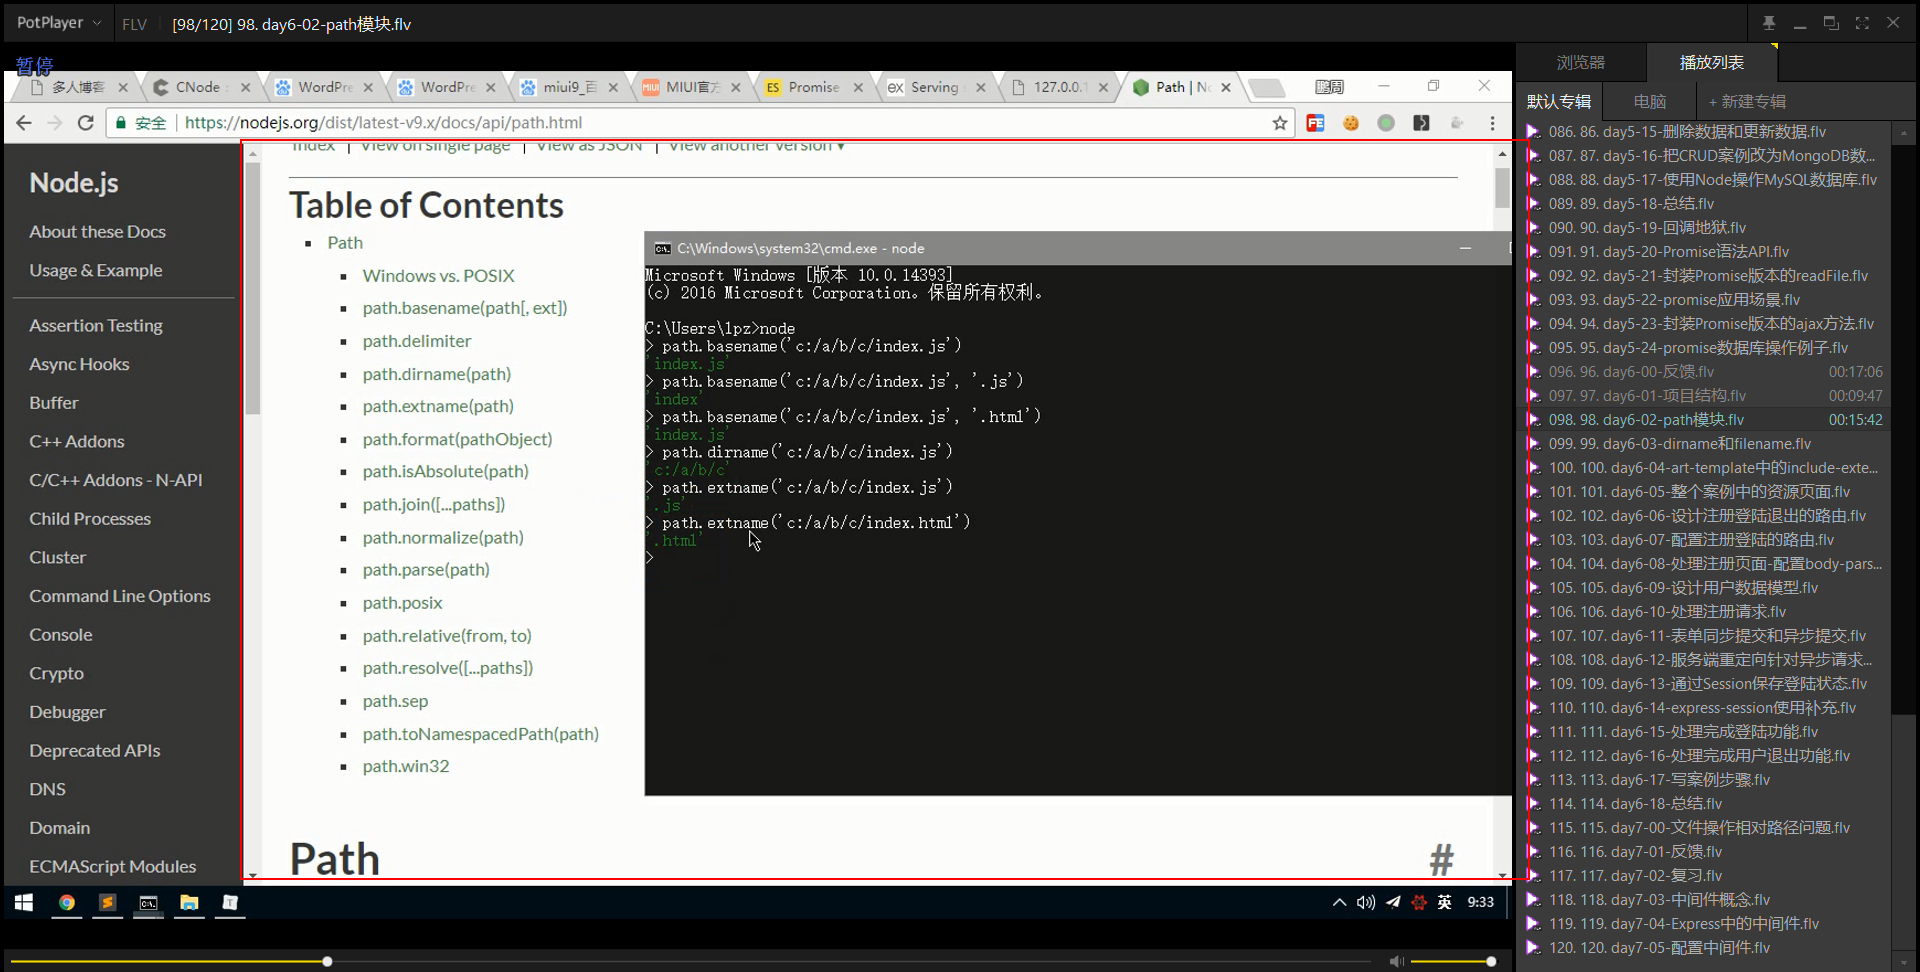 PotPlayer
FLV
[98/120] 98. day6-02-path模块.flv
暂停
多人博客
CNode
WordPre
WordPre
miui9_百
MIUI官方
Promise
Serving
127.0.0.1
Path | No
鹏周
安全
https://nodejs.org/dist/latest-v9.x/docs/api/path.html
Node.js
About these Docs
Usage & Example
Assertion Testing
Async Hooks
Buffer
C++ Addons
C/C++ Addons - N-API
Child Processes
Cluster
Command Line Options
Console
Crypto
Debugger
Deprecated APIs
DNS
Domain
ECMAScript Modules
Index | View on single page | View as JSON | View another version ▼
Table of Contents
Path
Windows vs. POSIX
path.basename(path[, ext])
path.delimiter
path.dirname(path)
path.extname(path)
path.format(pathObject)
path.isAbsolute(path)
path.join([...paths])
path.normalize(path)
path.parse(path)
path.posix
path.relative(from, to)
path.resolve([...paths])
path.sep
path.toNamespacedPath(path)
path.win32
Path
#
C:\Windows\system32\cmd.exe - node
Microsoft Windows [版本 10.0.14393]
(c) 2016 Microsoft Corporation。保留所有权利。
C:\Users\lpz>node
> path.basename('c:/a/b/c/index.js')
'index.js'
> path.basename('c:/a/b/c/index.js', '.js')
'index'
> path.basename('c:/a/b/c/index.js', '.html')
'index.js'
> path.dirname('c:/a/b/c/index.js')
'c:/a/b/c'
> path.extname('c:/a/b/c/index.js')
'.js'
> path.extname('c:/a/b/c/index.html')
'.html'
>
英
9:33
浏览器
播放列表
默认专辑
电脑
+ 新建专辑
086. 86. day5-15-删除数据和更新数据.flv
087. 87. day5-16-把CRUD案例改为MongoDB数...
088. 88. day5-17-使用Node操作MySQL数据库.flv
089. 89. day5-18-总结.flv
090. 90. day5-19-回调地狱.flv
091. 91. day5-20-Promise语法API.flv
092. 92. day5-21-封装Promise版本的readFile.flv
093. 93. day5-22-promise应用场景.flv
094. 94. day5-23-封装Promise版本的ajax方法.flv
095. 95. day5-24-promise数据库操作例子.flv
096. 96. day6-00-反馈.flv 00:17:06
097. 97. day6-01-项目结构.flv 00:09:47
098. 98. day6-02-path模块.flv 00:15:42
099. 99. day6-03-dirname和filename.flv
100. 100. day6-04-art-template中的include-exte...
101. 101. day6-05-整个案例中的资源页面.flv
102. 102. day6-06-设计注册登陆退出的路由.flv
103. 103. day6-07-配置注册登陆的路由.flv
104. 104. day6-08-处理注册页面-配置body-pars...
105. 105. day6-09-设计用户数据模型.flv
106. 106. day6-10-处理注册请求.flv
107. 107. day6-11-表单同步提交和异步提交.flv
108. 108. day6-12-服务端重定向针对异步请求...
109. 109. day6-13-通过Session保存登陆状态.flv
110. 110. day6-14-express-session使用补充.flv
111. 111. day6-15-处理完成登陆功能.flv
112. 112. day6-16-处理完成用户退出功能.flv
113. 113. day6-17-写案例步骤.flv
114. 114. day6-18-总结.flv
115. 115. day7-00-文件操作相对路径问题.flv
116. 116. day7-01-反馈.flv
117. 117. day7-02-复习.flv
118. 118. day7-03-中间件概念.flv
119. 119. day7-04-Express中的中间件.flv
120. 120. day7-05-配置中间件.flv